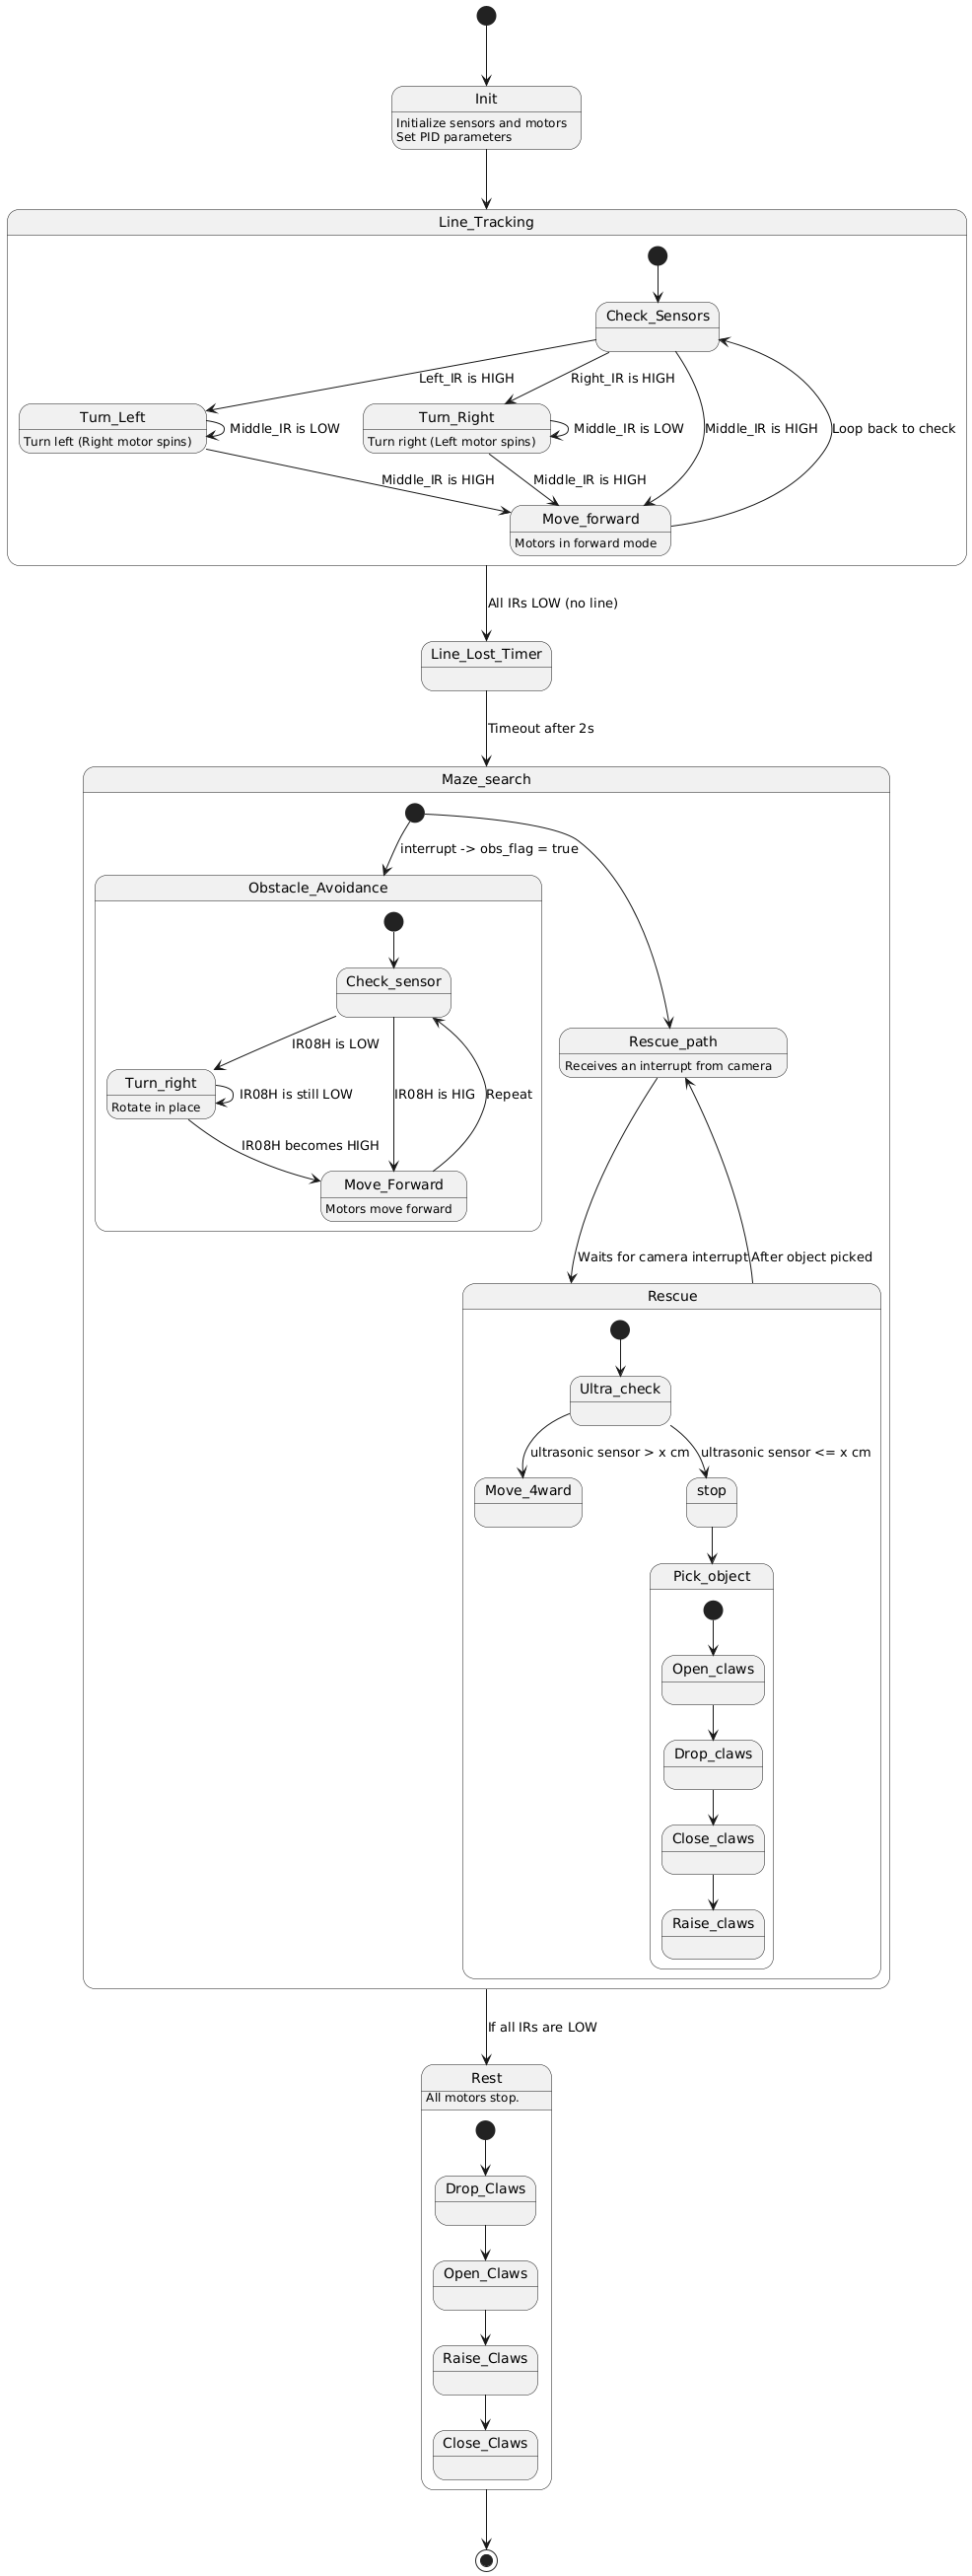 Init
Initialize sensors and motors
Set PID parameters
Line_Tracking
Check_Sensors
Left_IR is HIGH
Right_IR is HIGH
Turn_Left
Turn left (Right motor spins)
Middle_IR is LOW
Turn_Right
Turn right (Left motor spins)
Middle_IR is LOW
Middle_IR is HIGH
Loop back to check
Middle_IR is HIGH
Middle_IR is HIGH
Move_forward
Motors in forward mode
All IRs LOW (no line)
Line_Lost_Timer
Timeout after 2s
Maze_search
interrupt -> obs_flag = true
Obstacle_Avoidance
Check_sensor
IR08H is LOW
Turn_right
Rotate in place
IR08H is still LOW
IR08H is HIG
Repeat
IR08H becomes HIGH
Move_Forward
Motors move forward
Rescue_path
Receives an interrupt from camera
Waits for camera interrupt
After object picked
Rescue
Ultra_check
ultrasonic sensor > x cm
ultrasonic sensor <= x cm
Move_4ward
stop
Pick_object
Open_claws
Drop_claws
Close_claws
Raise_claws
If all IRs are LOW
Rest
All motors stop.
Drop_Claws
Open_Claws
Raise_Claws
Close_Claws